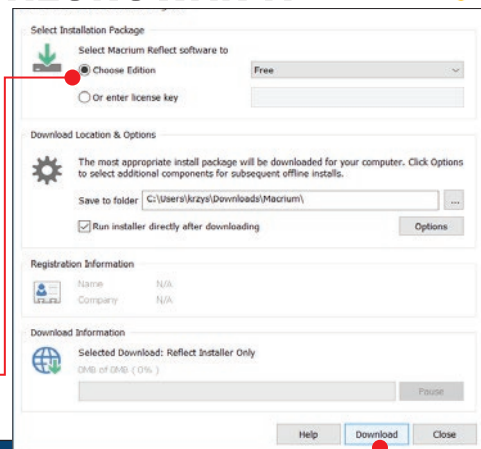 Select Installation Package
Select Macrium Reflect software to
Choose Edition
Free
Or enter license key
Download Location & Options
The most appropriate install package will be downloaded for your computer. Click Options
to select additional components for subsequent offline installs.
Save to folder C:\Users\krzys\Downloads\Macrium\ ...
Run installer directly after downloading Options
Registration Information
Name N/A
Company N/A
Download Information
Selected Download: Reflect Installer Only
0MB of 0MB ( 0% )
Pause
Help Download Close